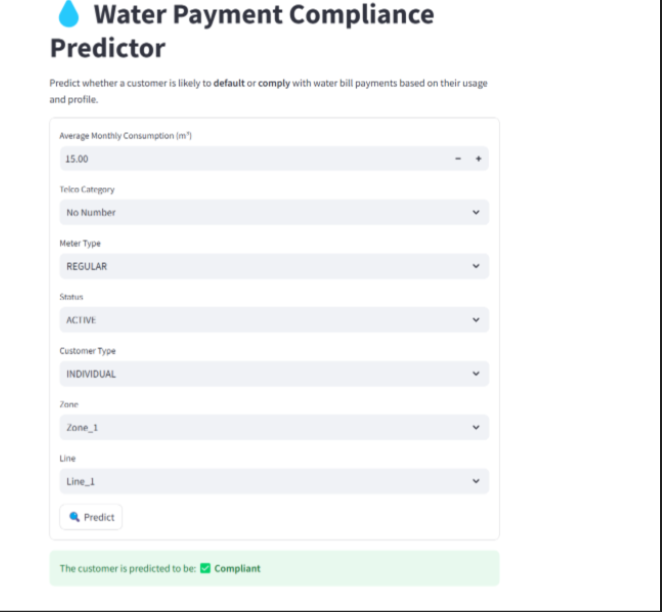 Water Payment Compliance
Predictor
Predict whether a customer is likely to default or comply with water bill payments based on their usage
and profile.
Average Monthly Consumption (m³)
15.00 − +
Telco Category
No Number
Meter Type
REGULAR
Status
ACTIVE
Customer Type
INDIVIDUAL
Zone
Zone_1
Line
Line_1
Predict
The customer is predicted to be: ✅ Compliant